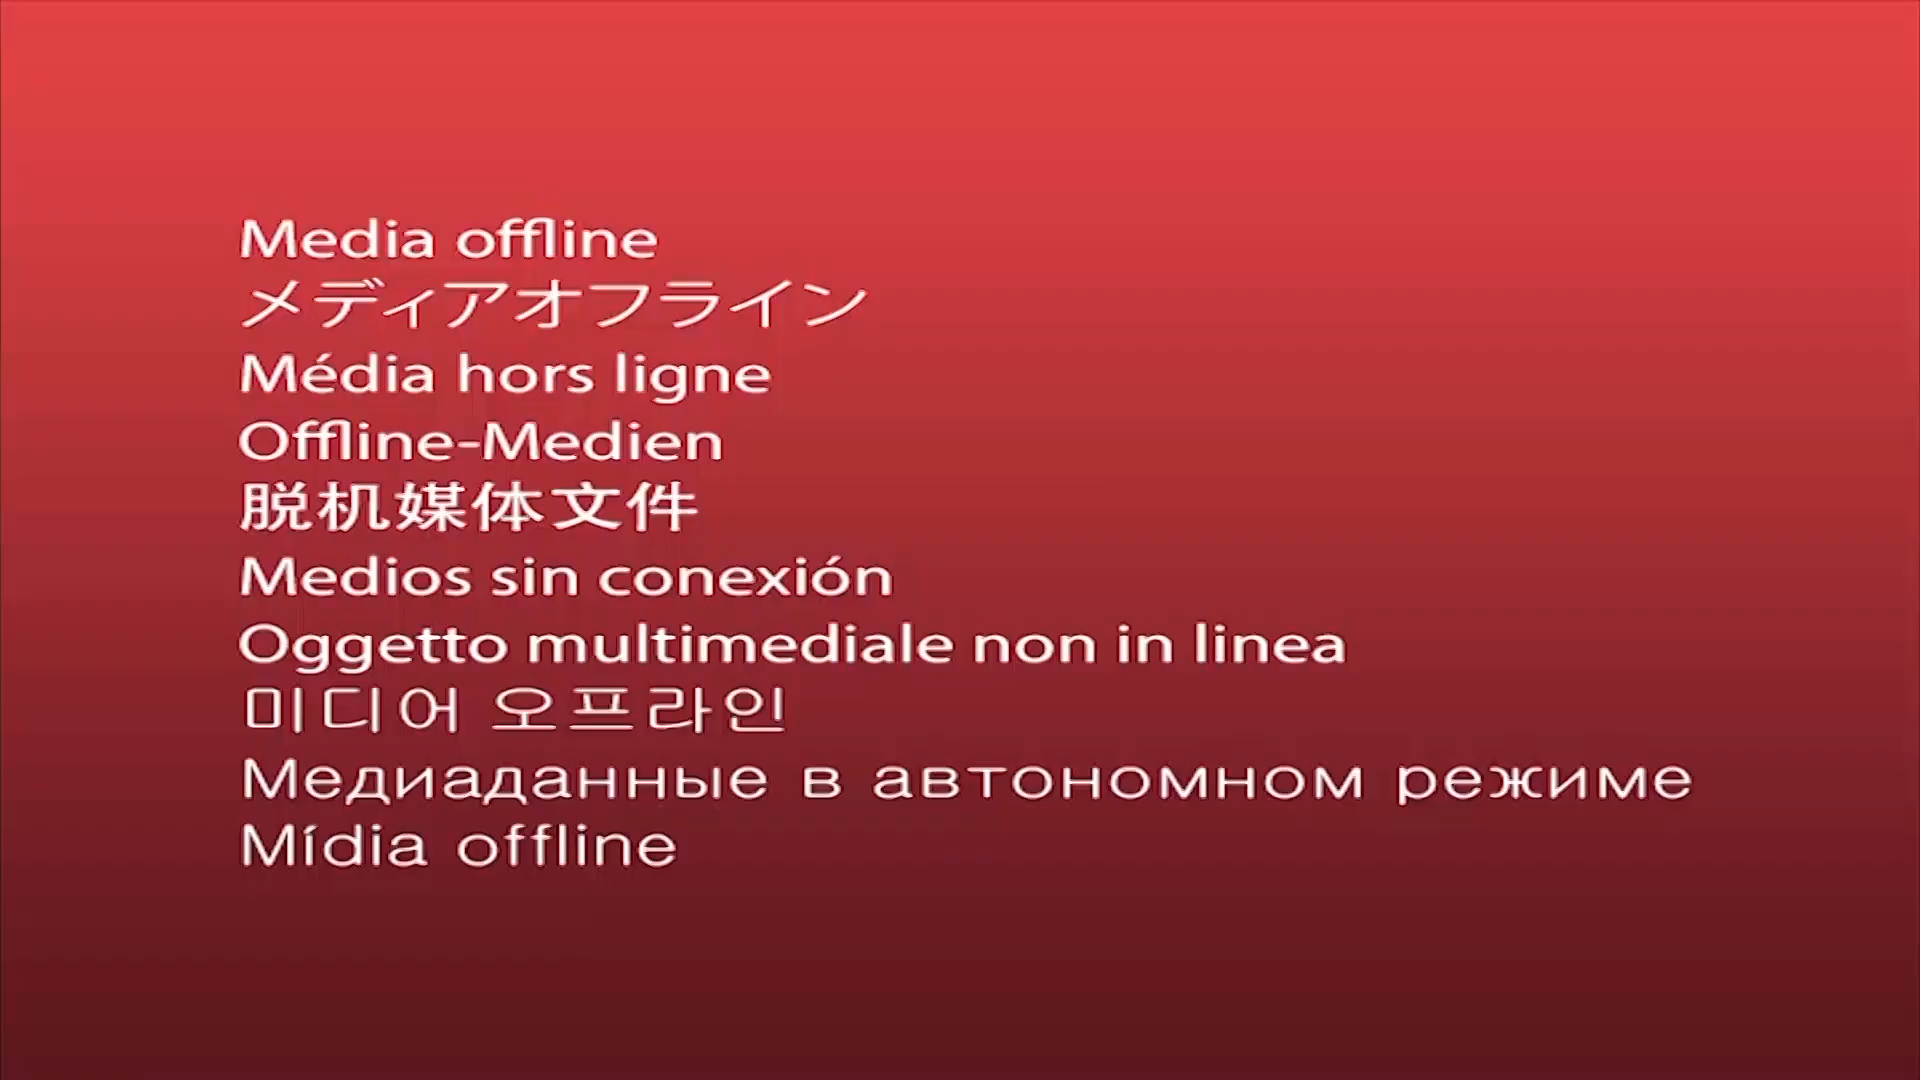 Media offline
メディアオフライン
Média hors ligne
Offline-Medien
脱机媒体文件
Medios sin conexión
Oggetto multimediale non in linea
미디어 오프라인
Медиаданные в автономном режиме
Mídia offline